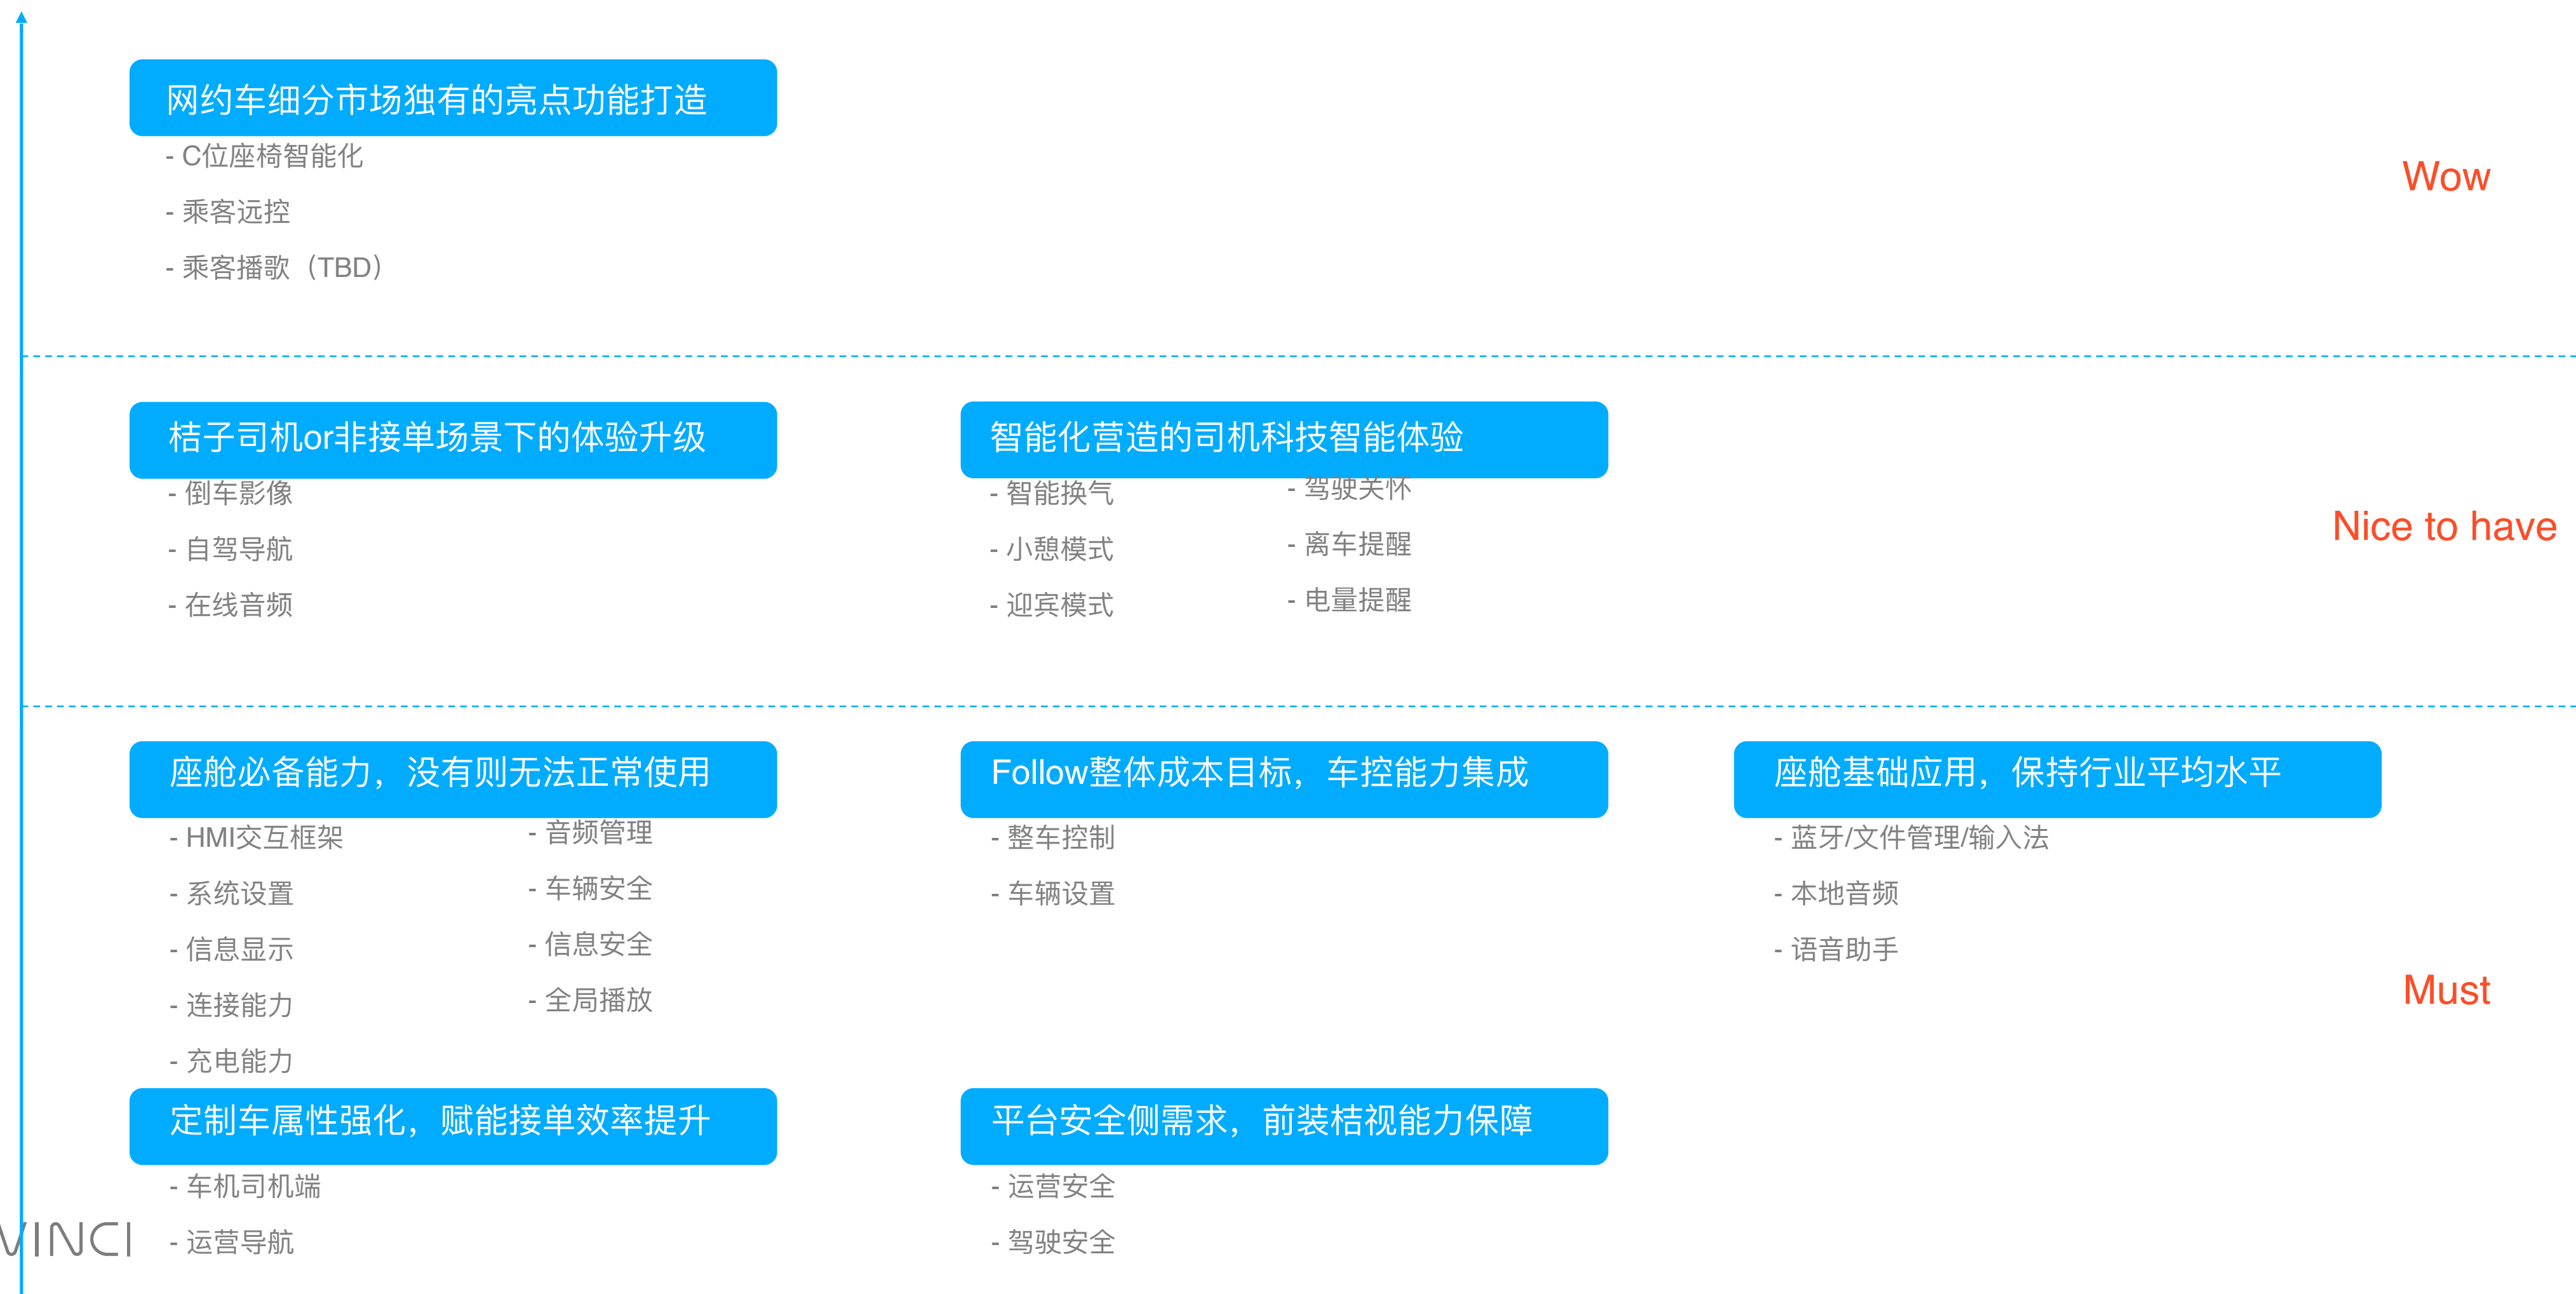 网约车细分市场独有的亮点功能打造
- C位座椅智能化
- 乘客远控
- 乘客播歌（TBD）
Wow
桔子司机or非接单场景下的体验升级
- 倒车影像
- 自驾导航
- 在线音频
智能化营造的司机科技智能体验
- 智能换气
- 小憩模式
- 迎宾模式
- 驾驶关怀
- 离车提醒
- 电量提醒
Nice to have
座舱必备能力，没有则无法正常使用
- HMI交互框架
- 系统设置
- 信息显示
- 连接能力
- 充电能力
- 音频管理
- 车辆安全
- 信息安全
- 全局播放
Follow整体成本目标，车控能力集成
- 整车控制
- 车辆设置
座舱基础应用，保持行业平均水平
- 蓝牙/文件管理/输入法
- 本地音频
- 语音助手
Must
定制车属性强化，赋能接单效率提升
- 车机司机端
- 运营导航
平台安全侧需求，前装桔视能力保障
- 运营安全
- 驾驶安全
VINCI